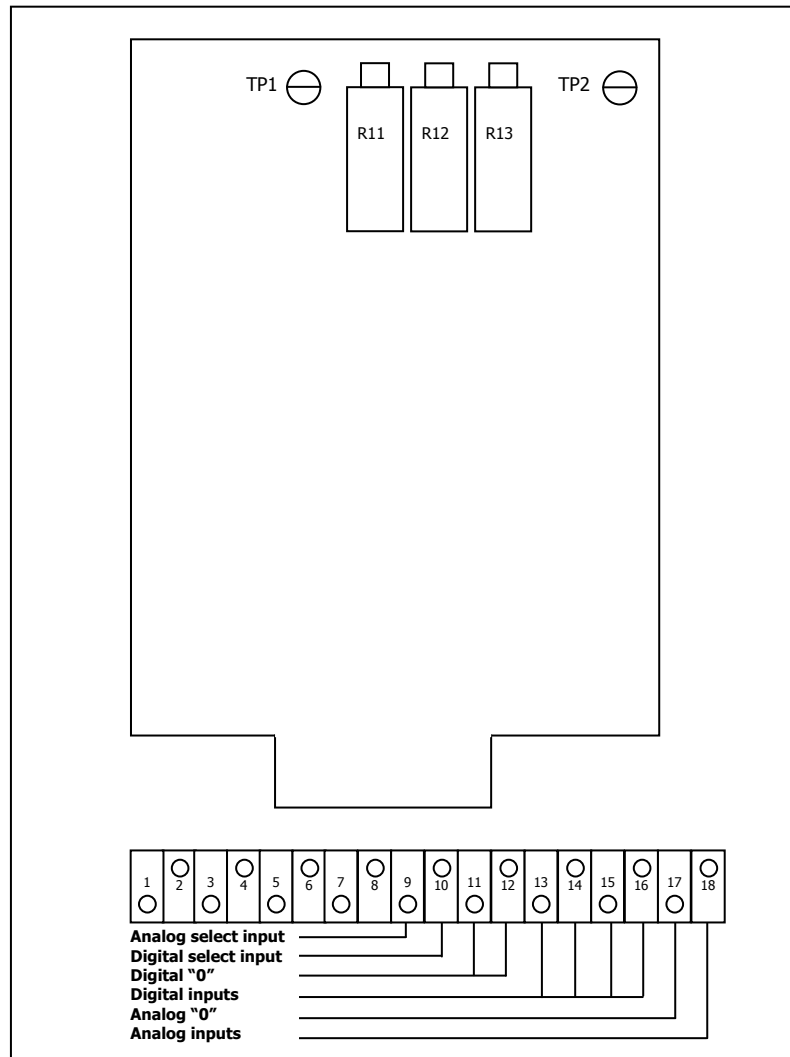 TP1 TP2
R11 R12 R13
1 2 3 4 5 6 7 8 9 10 11 12 13 14 15 16 17 18
Analog select input
Digital select input
Digital “0”
Digital inputs
Analog “0”
Analog inputs